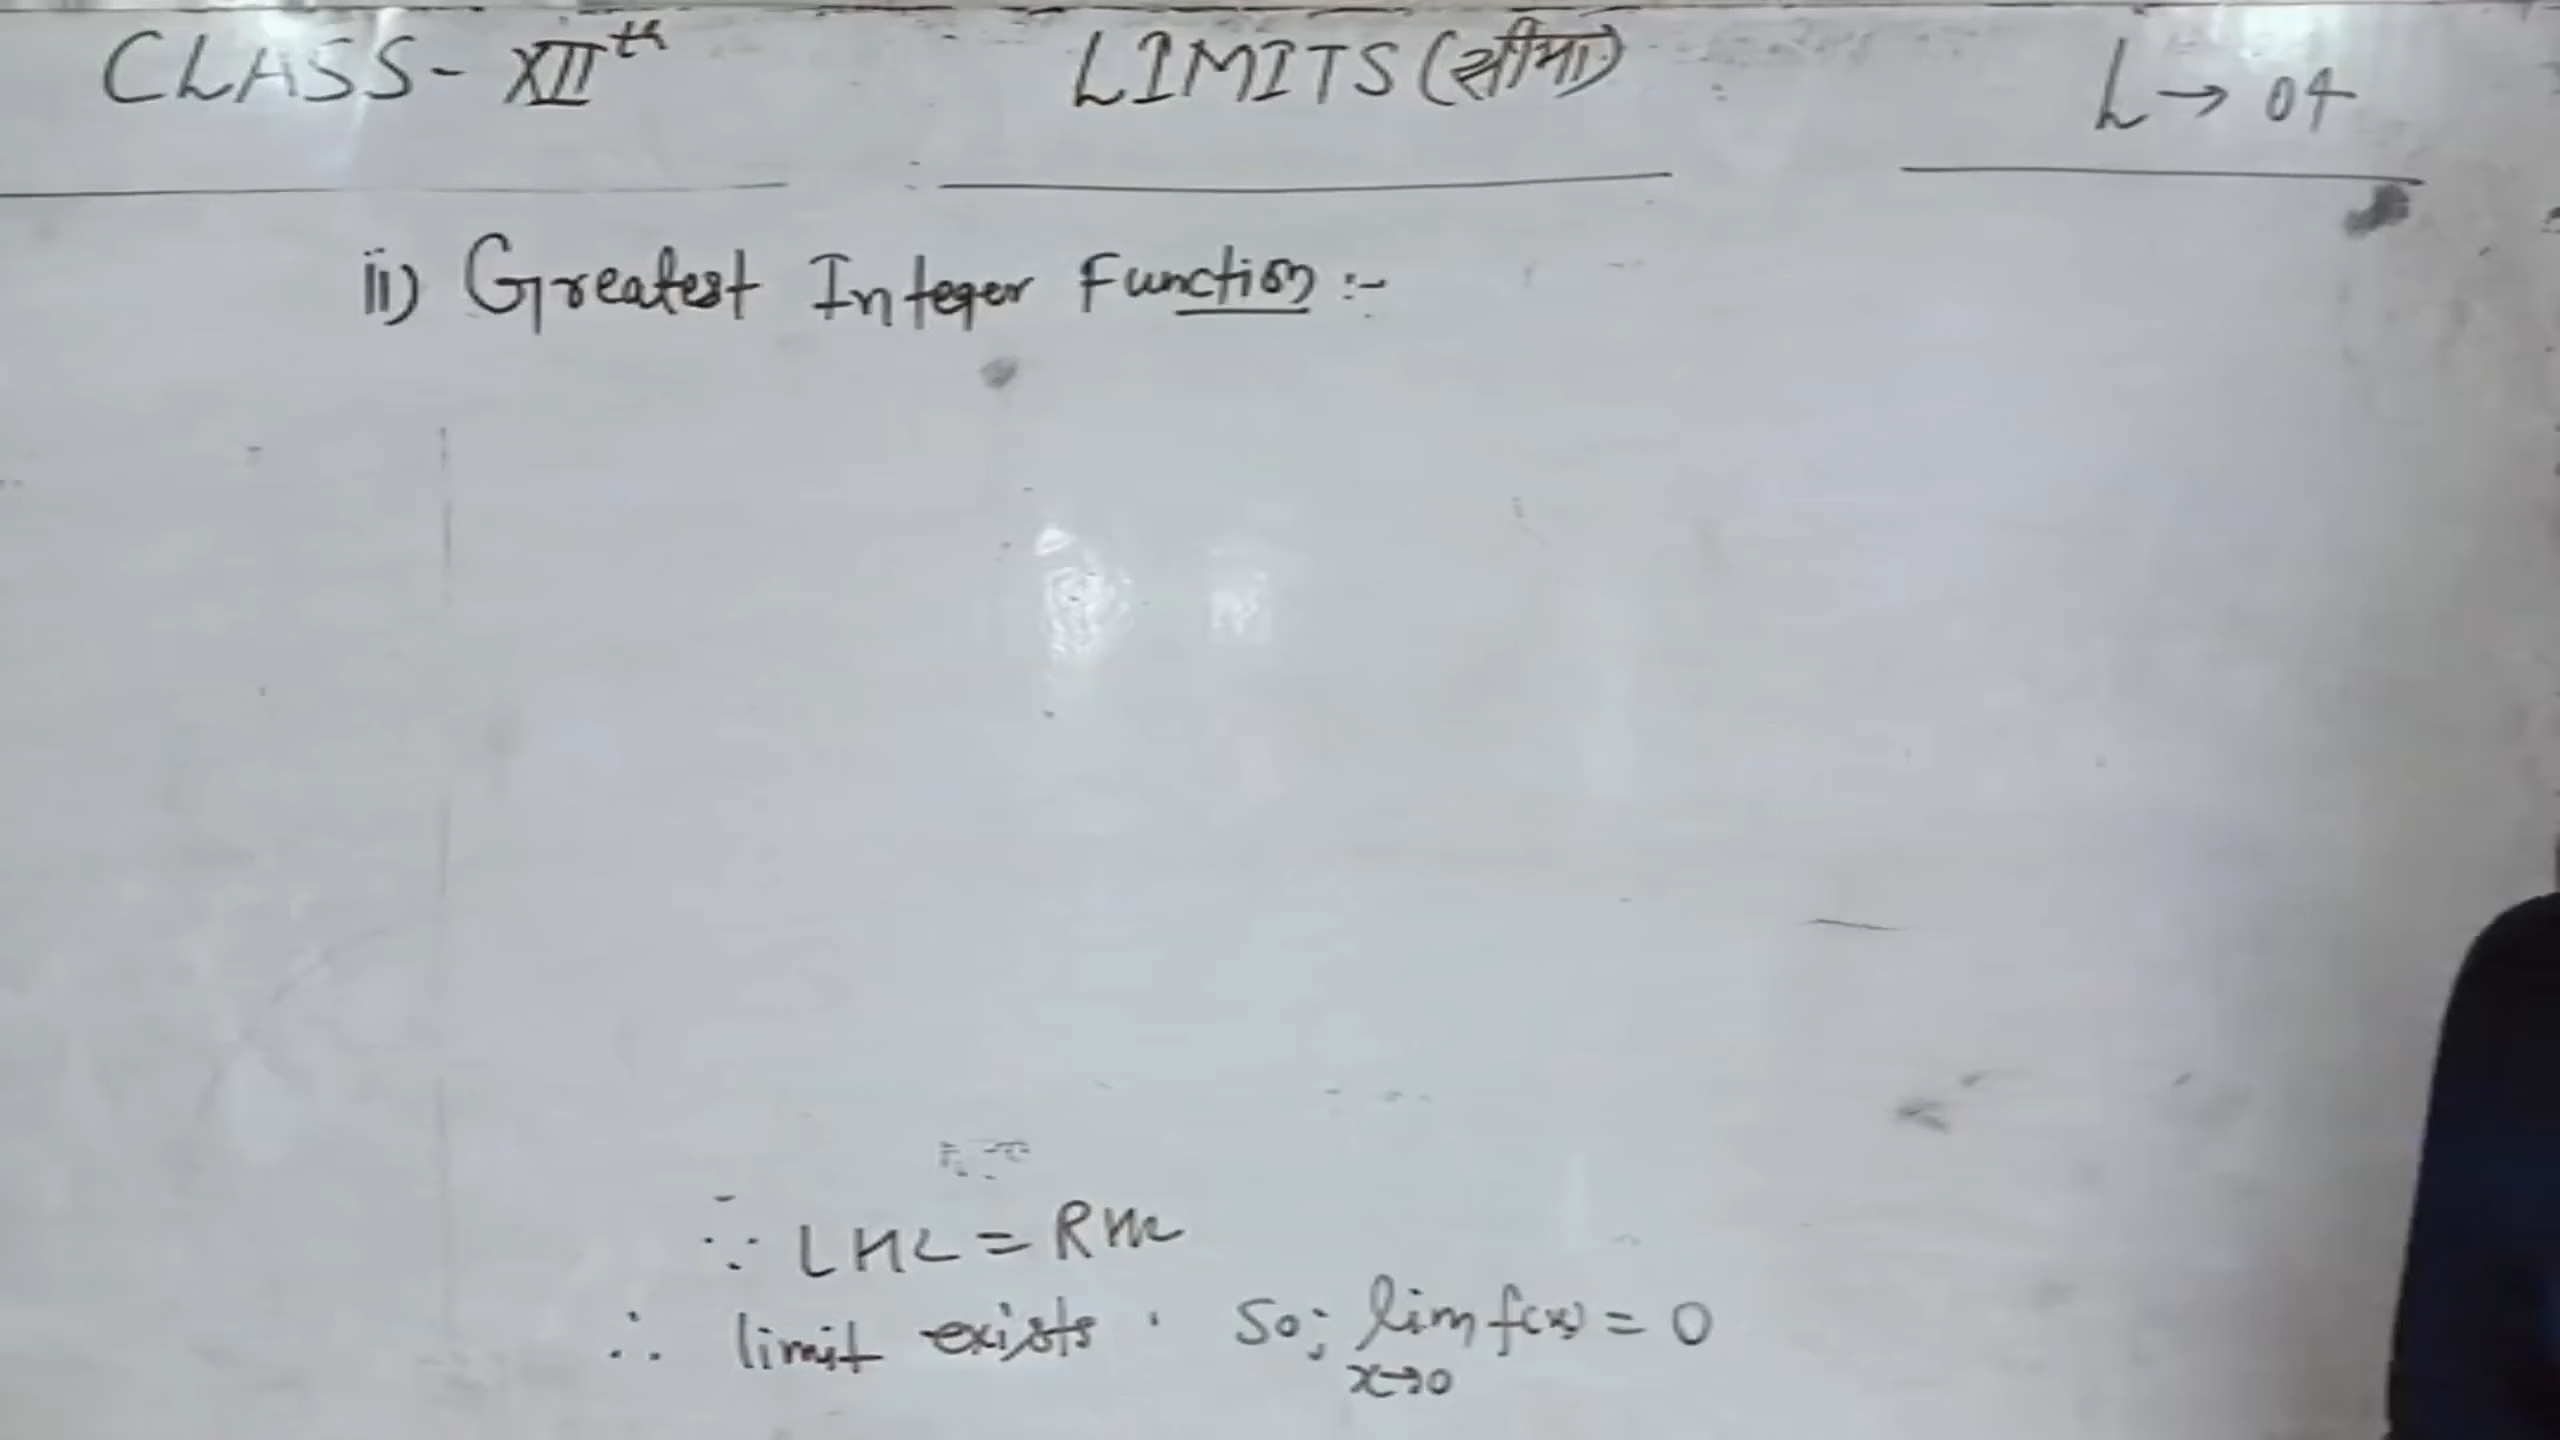 CLASS - XIIth LIMITS (सीमा) L → 04
ii) Greatest Integer Function :-
∵ LHL = RHL
∴ limit exists . So; lim f(x) = 0
x→0